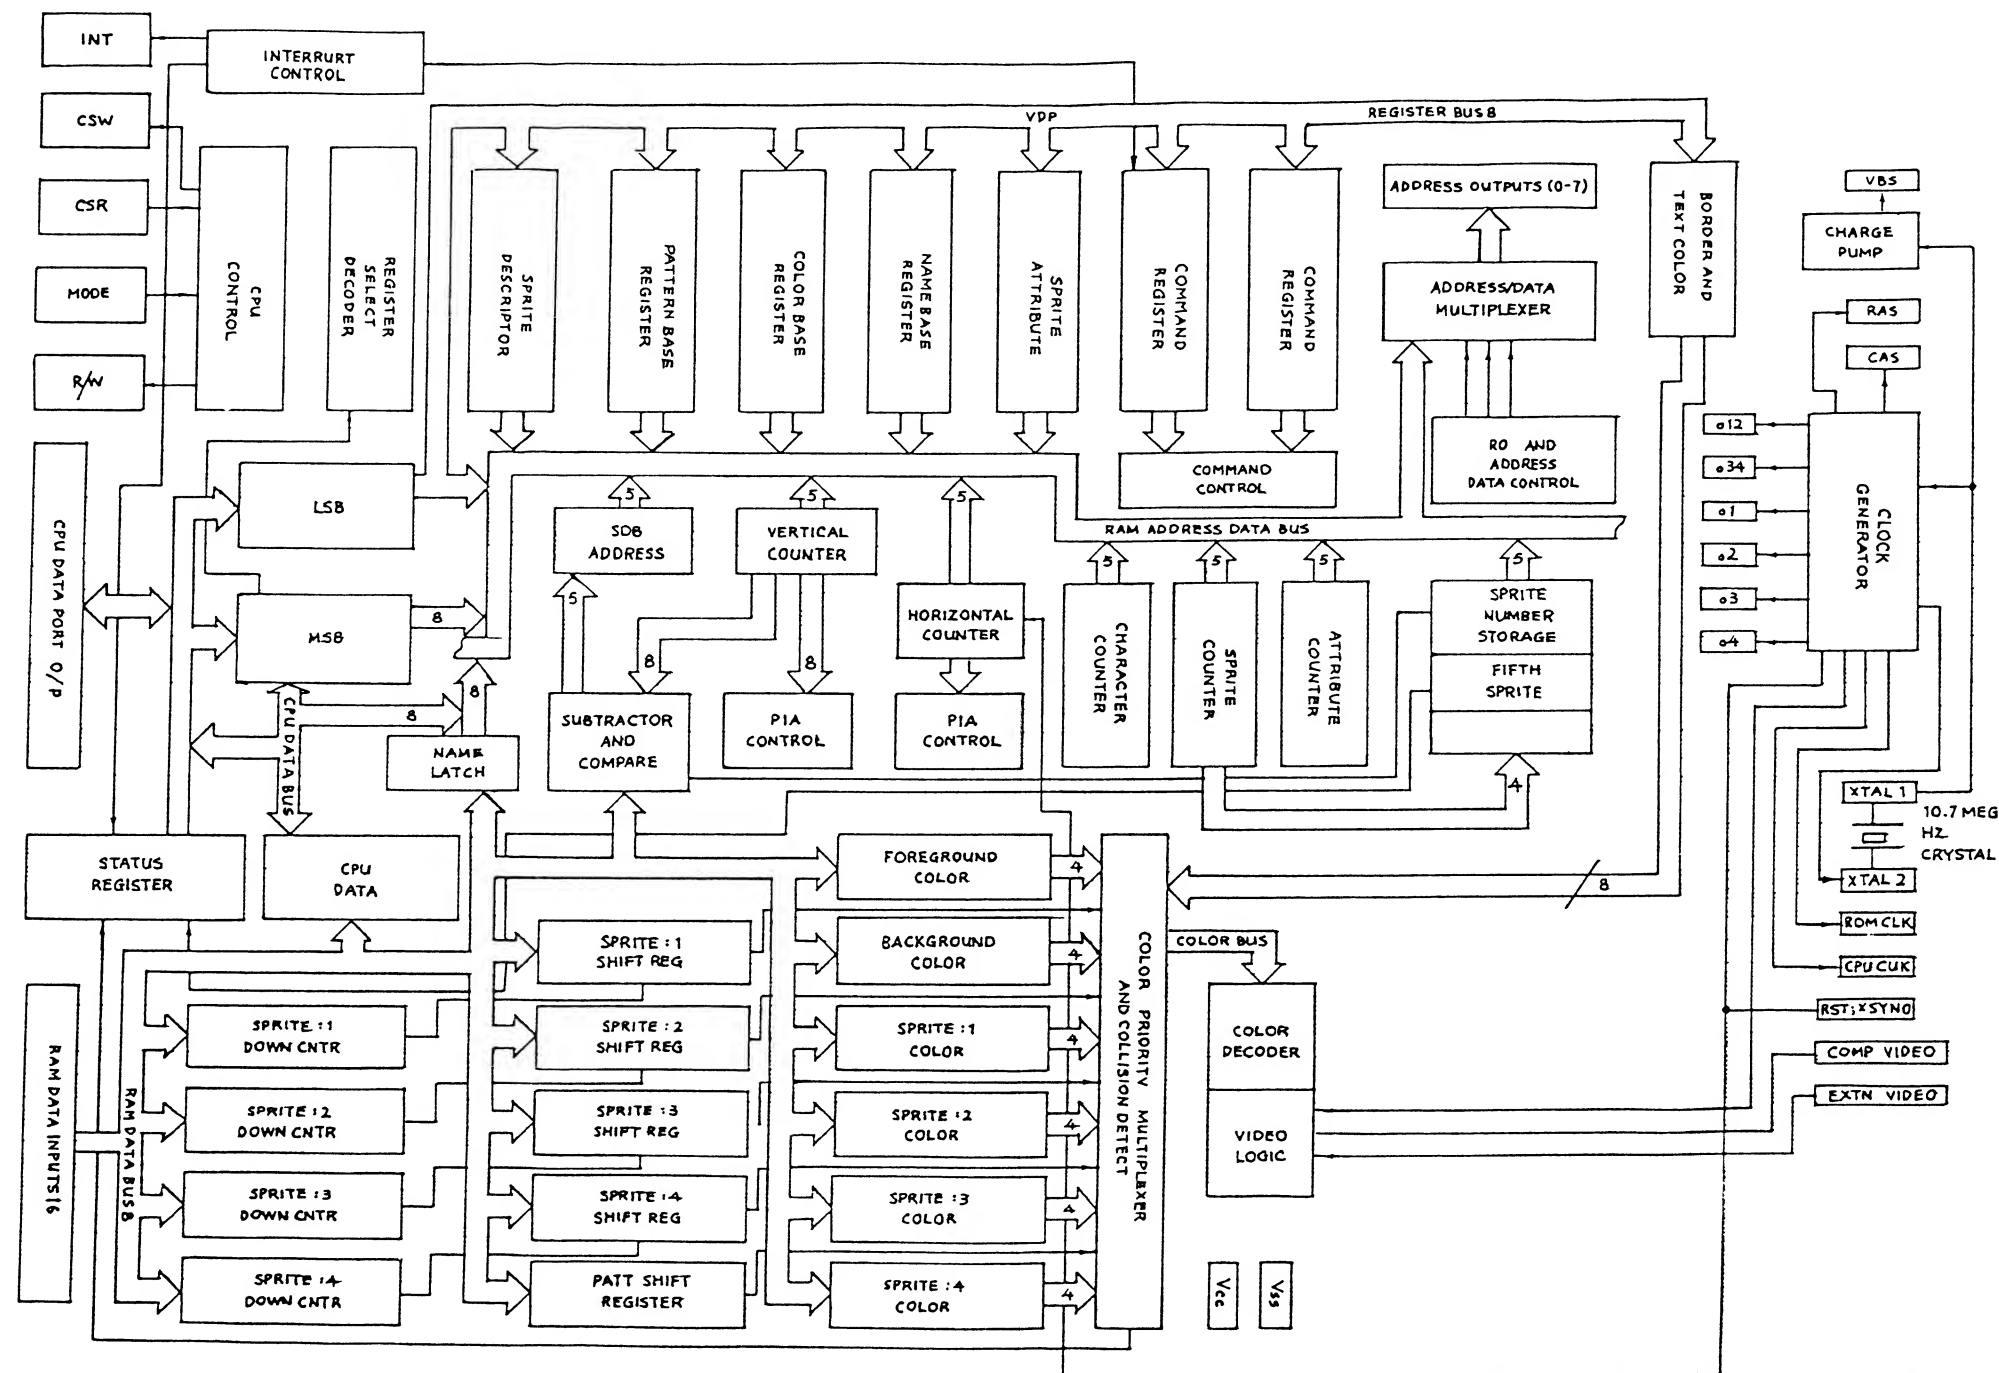 INT
INTERRURT
CONTROL
CSW
CSR
MODE
R/W
CPU
CONTROL
REGISTER
SELECT
DECODER
VDP
REGISTER BUS 8
SPRITE
DESCRIPTOR
PATTERN BASE
REGISTER
COLOR BASE
REGISTER
NAME BASE
REGISTER
SPRITE
ATTRIBUTE
COMMAND
REGISTER
COMMAND
REGISTER
ADDRESS OUTPUTS (0-7)
ADDRESS/DATA
MULTIPLEXER
BORDER AND
TEXT COLOR
VBS
CHARGE
PUMP
RAS
CAS
CPU DATA PORT O/P
LSB
MSB
8
COMMAND
CONTROL
RO AND
ADDRESS
DATA CONTROL
RAM ADDRESS DATA BUS
5
5
5
SDB
ADDRESS
VERTICAL
COUNTER
HORIZONTAL
COUNTER
5
5
5
5
5
CHARACTER
COUNTER
SPRITE
COUNTER
ATTRIBUTE
COUNTER
SPRITE
NUMBER
STORAGE
FIFTH
SPRITE
4
ø12
ø34
ø1
ø2
ø3
ø4
CLOCK
GENERATOR
CPU DATA BUS
8
8
NAME
LATCH
8
8
SUBTRACTOR
AND
COMPARE
PIA
CONTROL
PIA
CONTROL
XTAL 1
10.7 MEG
HZ
CRYSTAL
XTAL 2
ROM CLK
CPU CUK
RST;XSYNO
COMP VIDEO
EXTN VIDEO
STATUS
REGISTER
CPU
DATA
FOREGROUND
COLOR
4
8
RAM DATA INPUTS 16
RAM DATA BUS 8
SPRITE:1
SHIFT REG
BACKGROUND
COLOR
4
SPRITE:1
DOWN CNTR
SPRITE:2
SHIFT REG
SPRITE:1
COLOR
4
SPRITE:2
DOWN CNTR
SPRITE:3
SHIFT REG
SPRITE:2
COLOR
4
SPRITE:3
DOWN CNTR
SPRITE:4
SHIFT REG
SPRITE:3
COLOR
4
SPRITE:4
DOWN CNTR
PATT SHIFT
REGISTER
SPRITE:4
COLOR
4
COLOR PRIORITY MULTIPLEXER
AND COLLISION DETECT
COLOR BUS
COLOR
DECODER
VIDEO
LOGIC
Vcc
Vss